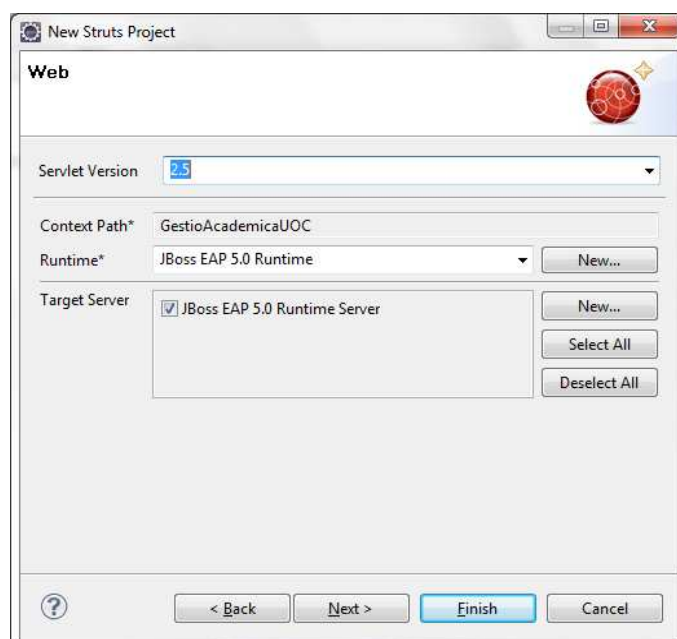 New Struts Project
Web
Servlet Version 2.5
Context Path* GestioAcademicaUOC
Runtime* JBoss EAP 5.0 Runtime New...
Target Server JBoss EAP 5.0 Runtime Server New...
Select All
Deselect All
? < Back Next > Finish Cancel